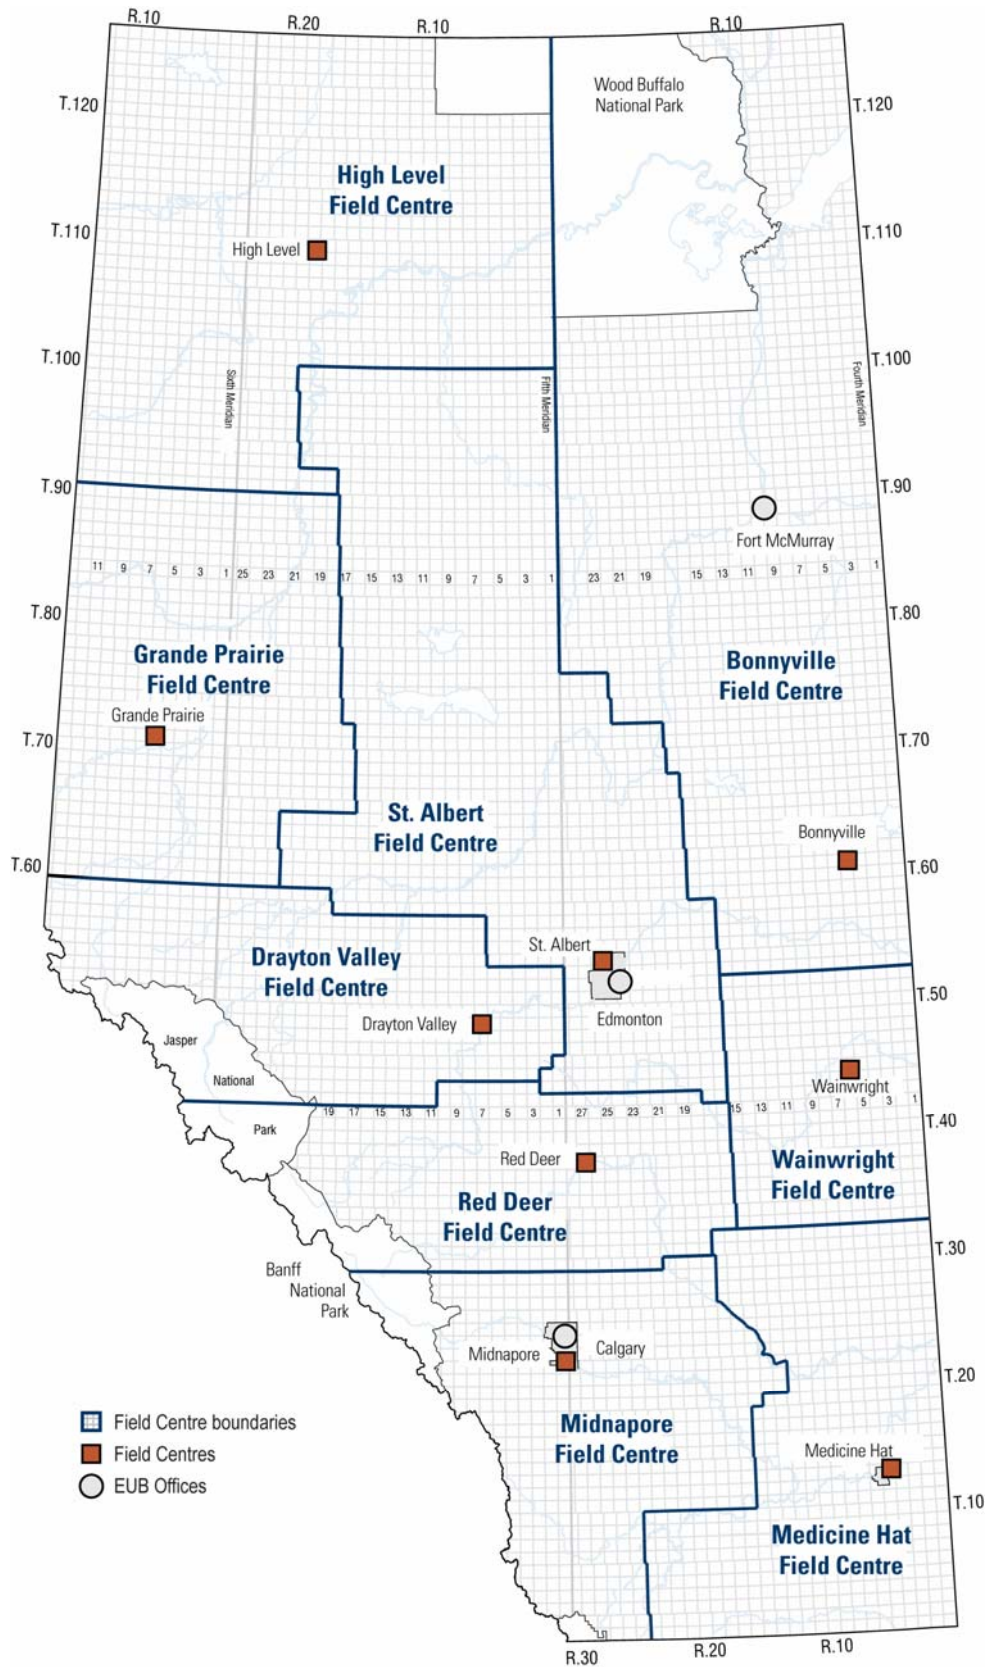 R.10
R.20
R.10
R.10
T.120
Wood Buffalo
National Park
T.120
High Level
Field Centre
T.110
T.110
High Level
T.100
T.100
Sixth Meridian
Fifth Meridian
Fourth Meridian
T.90
T.90
Fort McMurray
11 9 7 5 3 1 25 23 21 19 17 15 13 11 9 7 5 3 1 23 21 19 15 13 11 9 7 5 3 1
T.80
T.80
Grande Prairie
Field Centre
Bonnyville
Field Centre
Grande Prairie
T.70
T.70
St. Albert
Field Centre
Bonnyville
T.60
T.60
Drayton Valley
Field Centre
St. Albert
T.50
Drayton Valley
Edmonton
Jasper
National
Park
Wainwright
19 17 15 13 11 9 7 5 3 1 27 25 23 21 19 15 13 11 9 7 5 3 1
T.40
Red Deer
Wainwright
Field Centre
Red Deer
Field Centre
T.30
Banff
National
Park
Midnapore
Calgary
T.20
Field Centre boundaries
Field Centres
EUB Offices
Midnapore
Field Centre
Medicine Hat
T.10
Medicine Hat
Field Centre
R.30
R.20
R.10